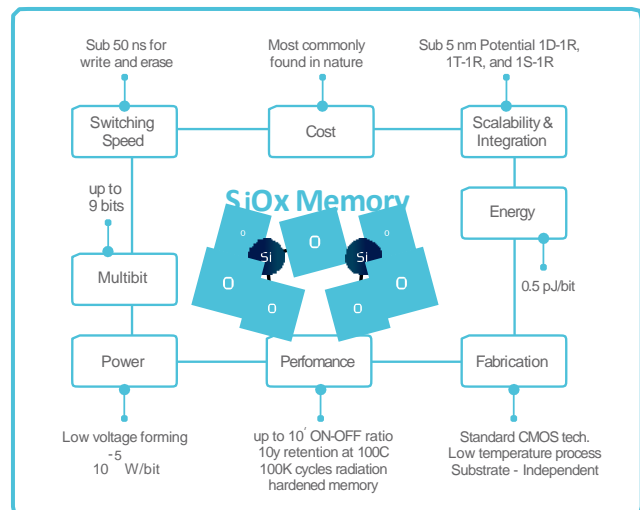 Sub 50 ns for
write and erase
Most commonly
found in nature
Sub 5 nm Potential 1D-1R,
1T-1R, and 1S-1R
Switching
Speed
Cost
Scalability &
Integration
up to
9 bits
SiOx Memory
Energy
O
O
O
Si
Si
O
O
O
O
Multibit
0.5 pJ/bit
Power
Perfomance
Fabrication
Low voltage forming
-5
10 W/bit
up to 10 ON-OFF ratio
10y retention at 100C
100K cycles radiation
hardened memory
Standard CMOS tech.
Low temperature process
Substrate - Independent